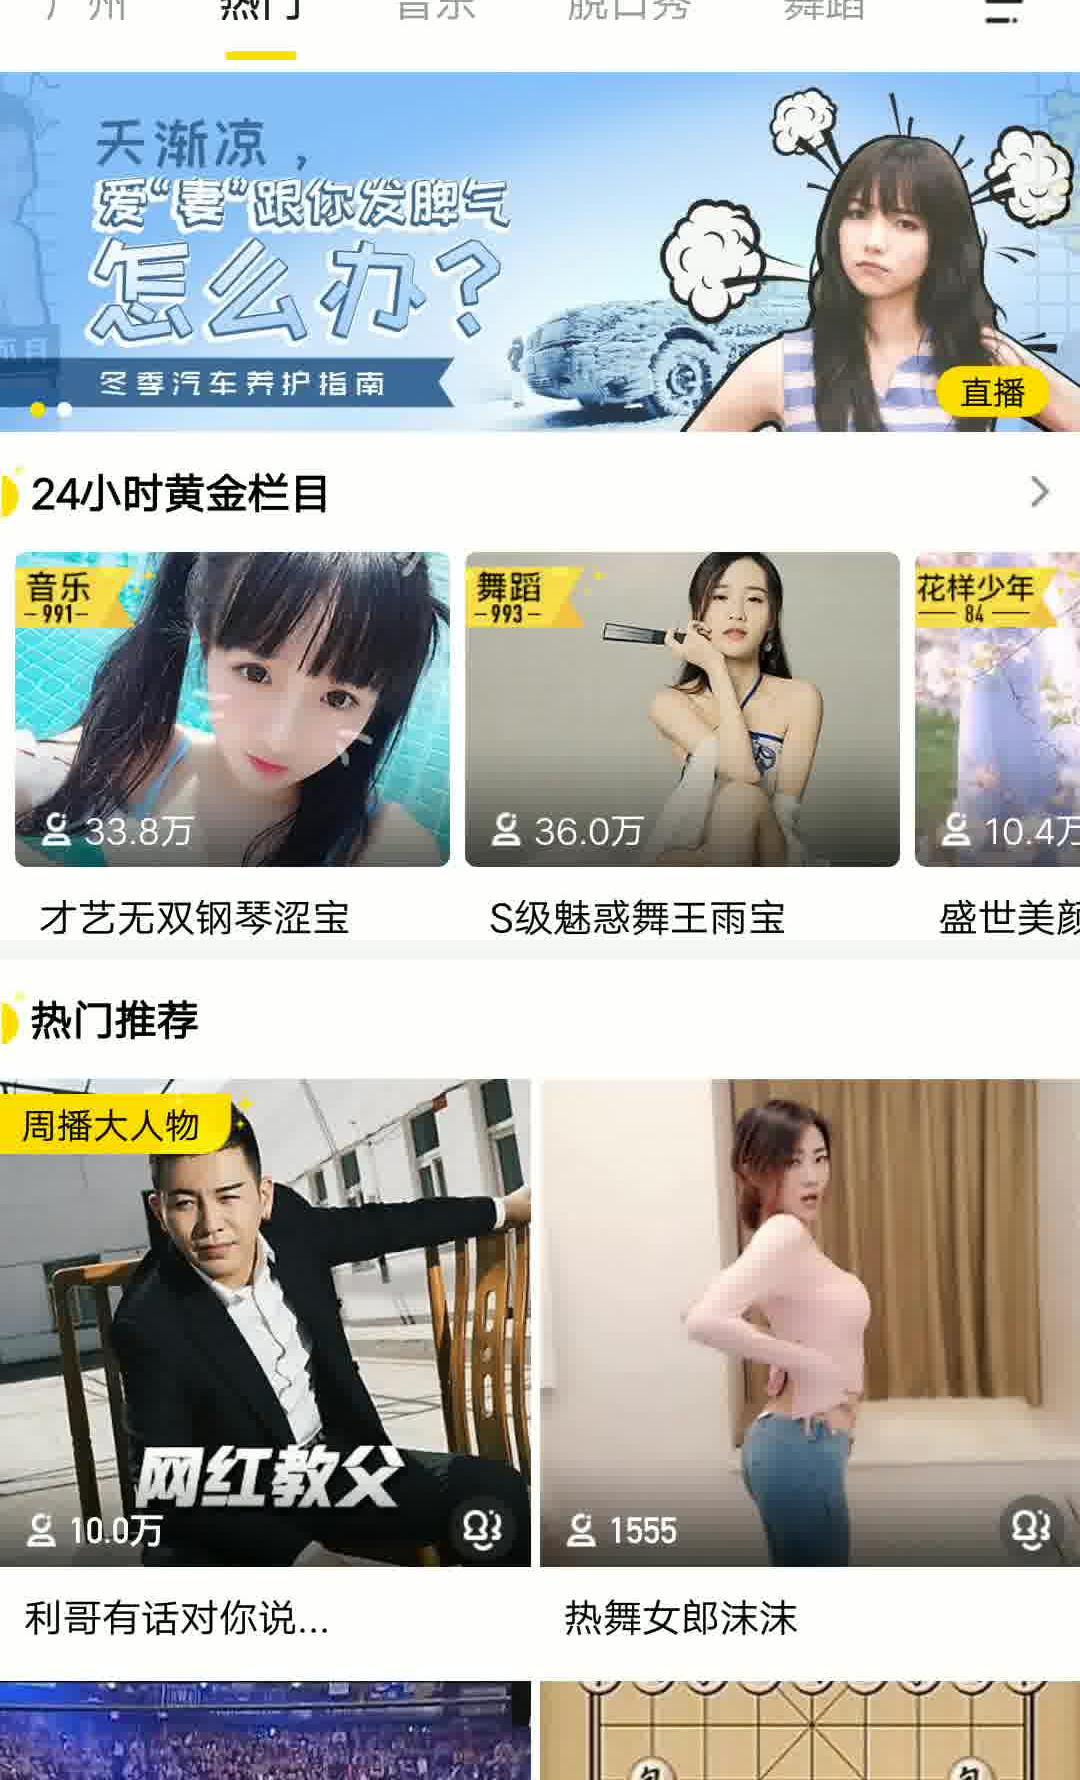 广州 热门 音乐 脱口秀 舞蹈
天渐凉，
爱“妻”跟你发脾气
怎么办?
冬季汽车养护指南
直播
24小时黄金栏目
音乐
-991-
舞蹈
-993-
花样少年
84
33.8万
36.0万
10.4万
才艺无双钢琴涩宝
S级魅惑舞王雨宝
盛世美颜
热门推荐
周播大人物
网红教父
10.0万
1555
利哥有话对你说...
热舞女郎沫沫